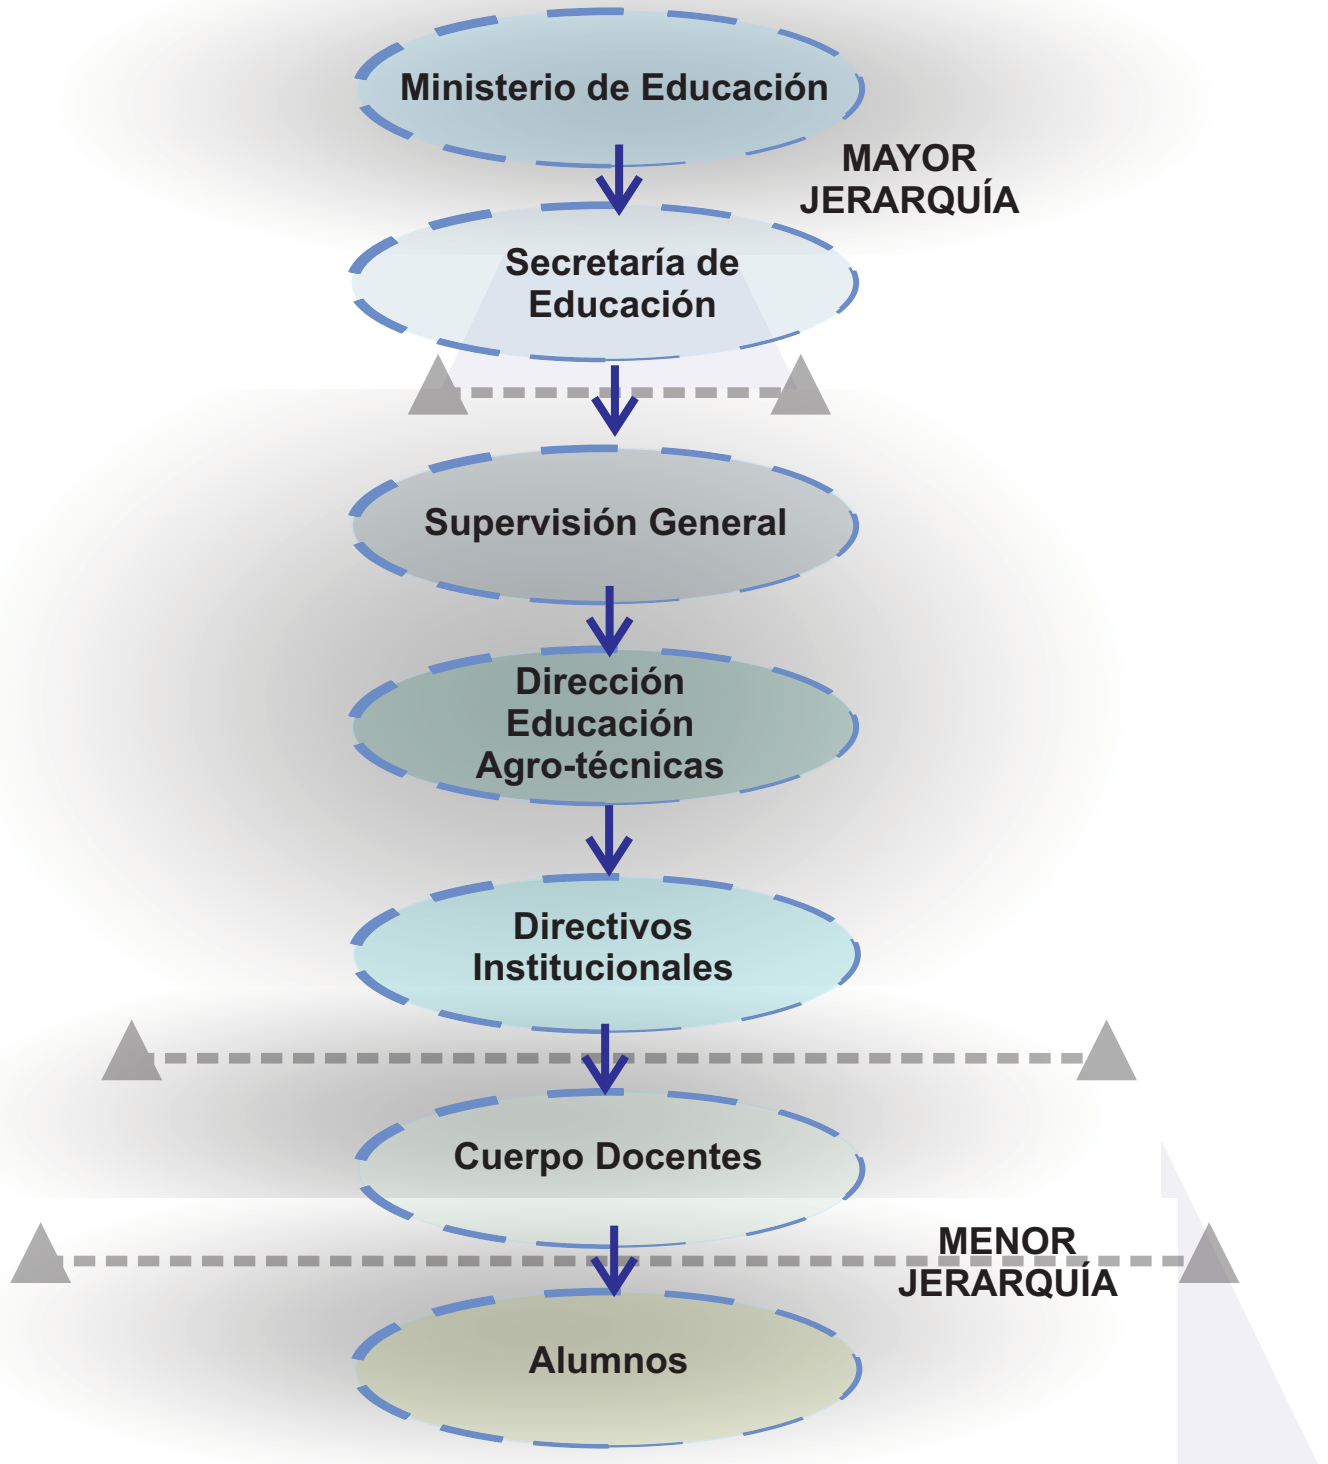 Ministerio de Educación
MAYOR
JERARQUÍA
Secretaría de
Educación
Supervisión General
Dirección
Educación
Agro-técnicas
Directivos
Institucionales
Cuerpo Docentes
MENOR
JERARQUÍA
Alumnos